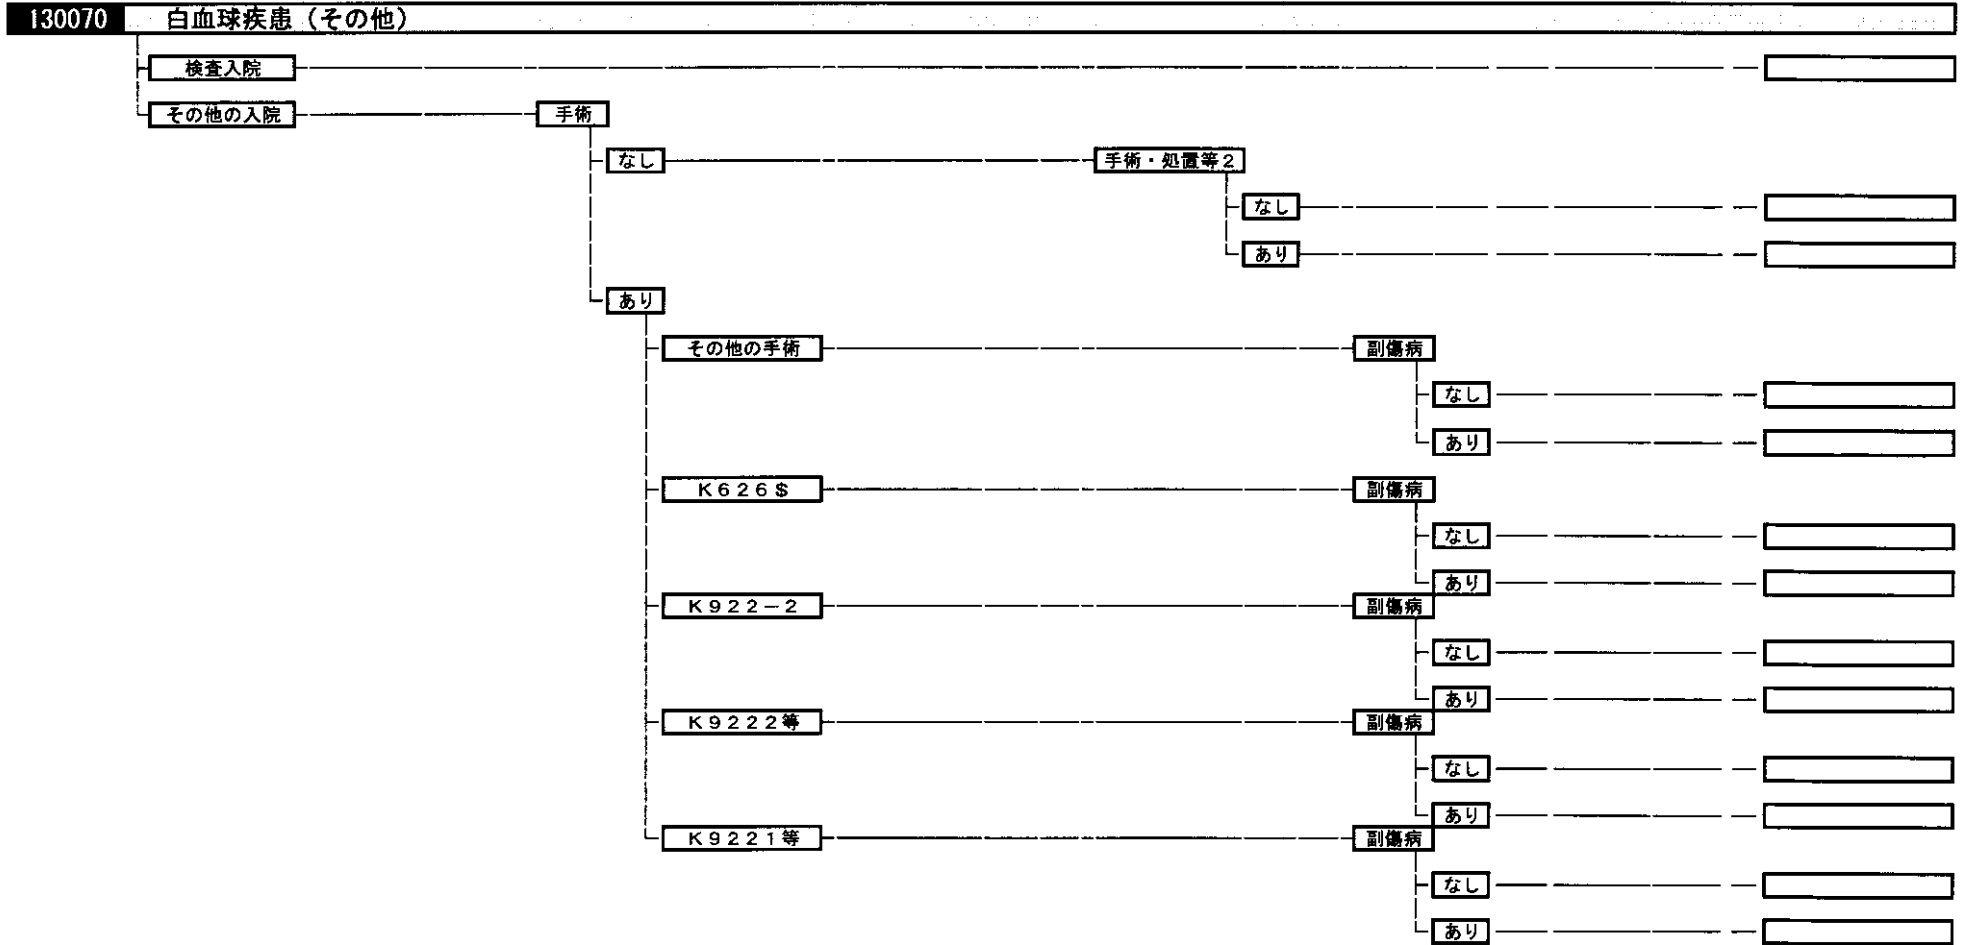 130070 白血球疾患（その他）
検査入院
その他の入院 手術
なし 手術・処置等2
なし
あり
あり
その他の手術 副傷病
なし
あり
K626$ 副傷病
なし
あり
K922-2 副傷病
なし
あり
K9222等 副傷病
なし
あり
K9221等 副傷病
なし
あり